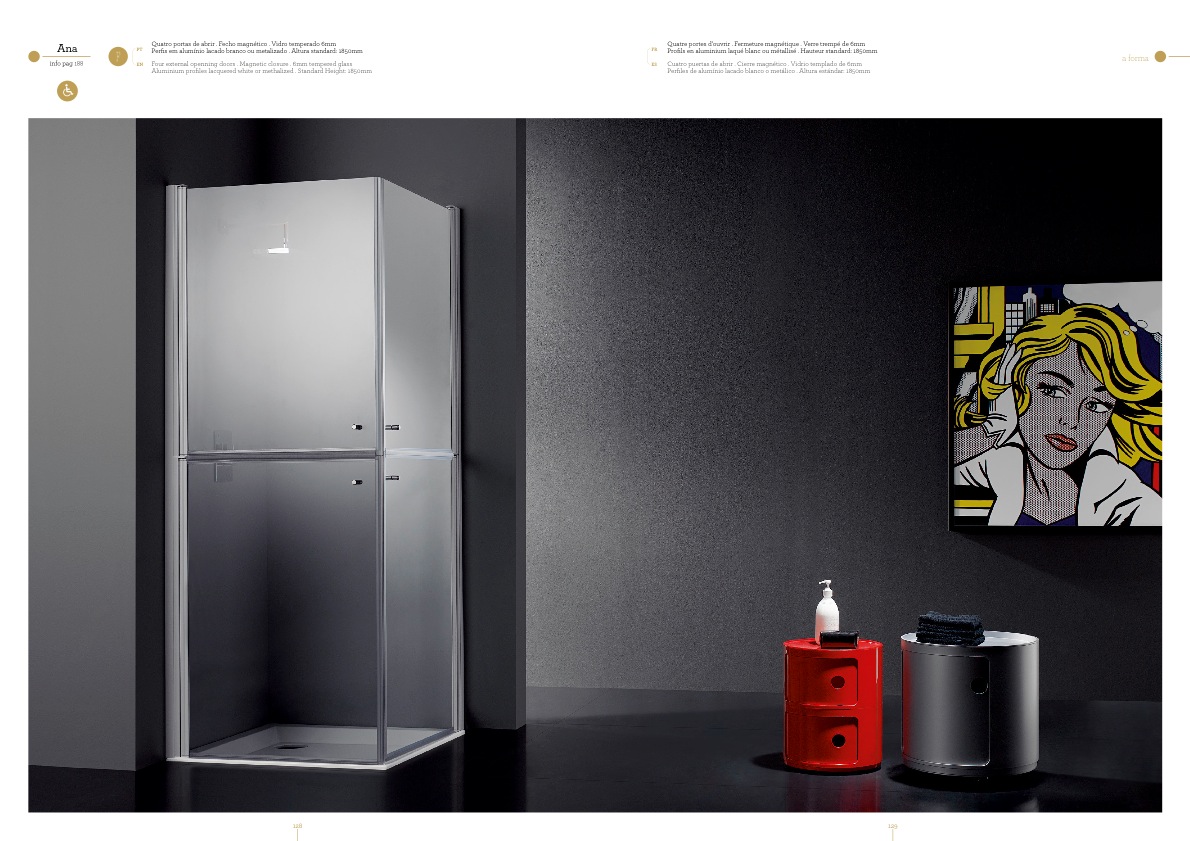 Ana
info pag 188
?
PT
Quatro portas de abrir . Fecho magnético . Vidro temperado 6mm
Perfis em alumínio lacado branco ou metalizado . Altura standard: 1850mm
EN
Four external openning doors . Magnetic closure . 6mm tempered glass
Aluminium profiles lacquered white or methalized . Standard Height: 1850mm
FR
Quatre portes d'ouvrir . Fermeture magnétique . Verre trempé de 6mm
Profilé en aluminium laqué blanc ou métallisé . Hauteur standard: 1850mm
ES
Cuatro puertas de abrir . Cierre magnético . Vidrio templado de 6mm
Perfiles de alumínio lacado blanco o metálico . Altura estándar: 1850mm
a forma
128
129